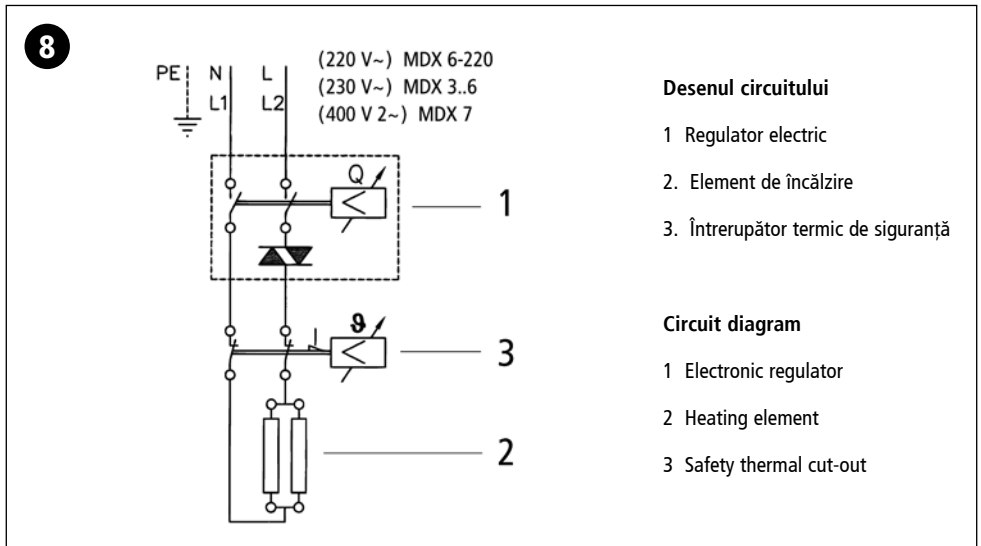 8
(220 V~) MDX 6-220
(230 V~) MDX 3..6
(400 V 2~) MDX 7
PE N L
L1 L2
Q
1
ϑ
3
2
Desenul circuitului
1 Regulator electric
2. Element de încălzire
3. Întrerupător termic de siguranță
Circuit diagram
1 Electronic regulator
2 Heating element
3 Safety thermal cut-out